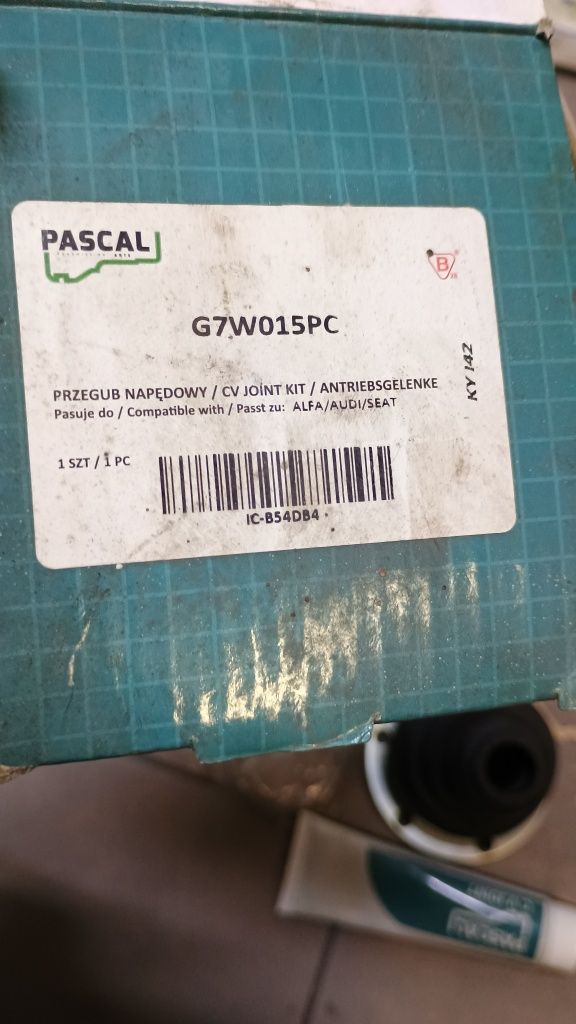 PASCAL
B
G7W015PC
KY 142
PRZEGUB NAPĘDOWY / CV JOINT KIT / ANTRIEBSGELENKE
Pasuje do / Compatible with / Passt zu: ALFA/AUDI/SEAT
1 SZT / 1 PC
IC-B54DB4
PASCAL